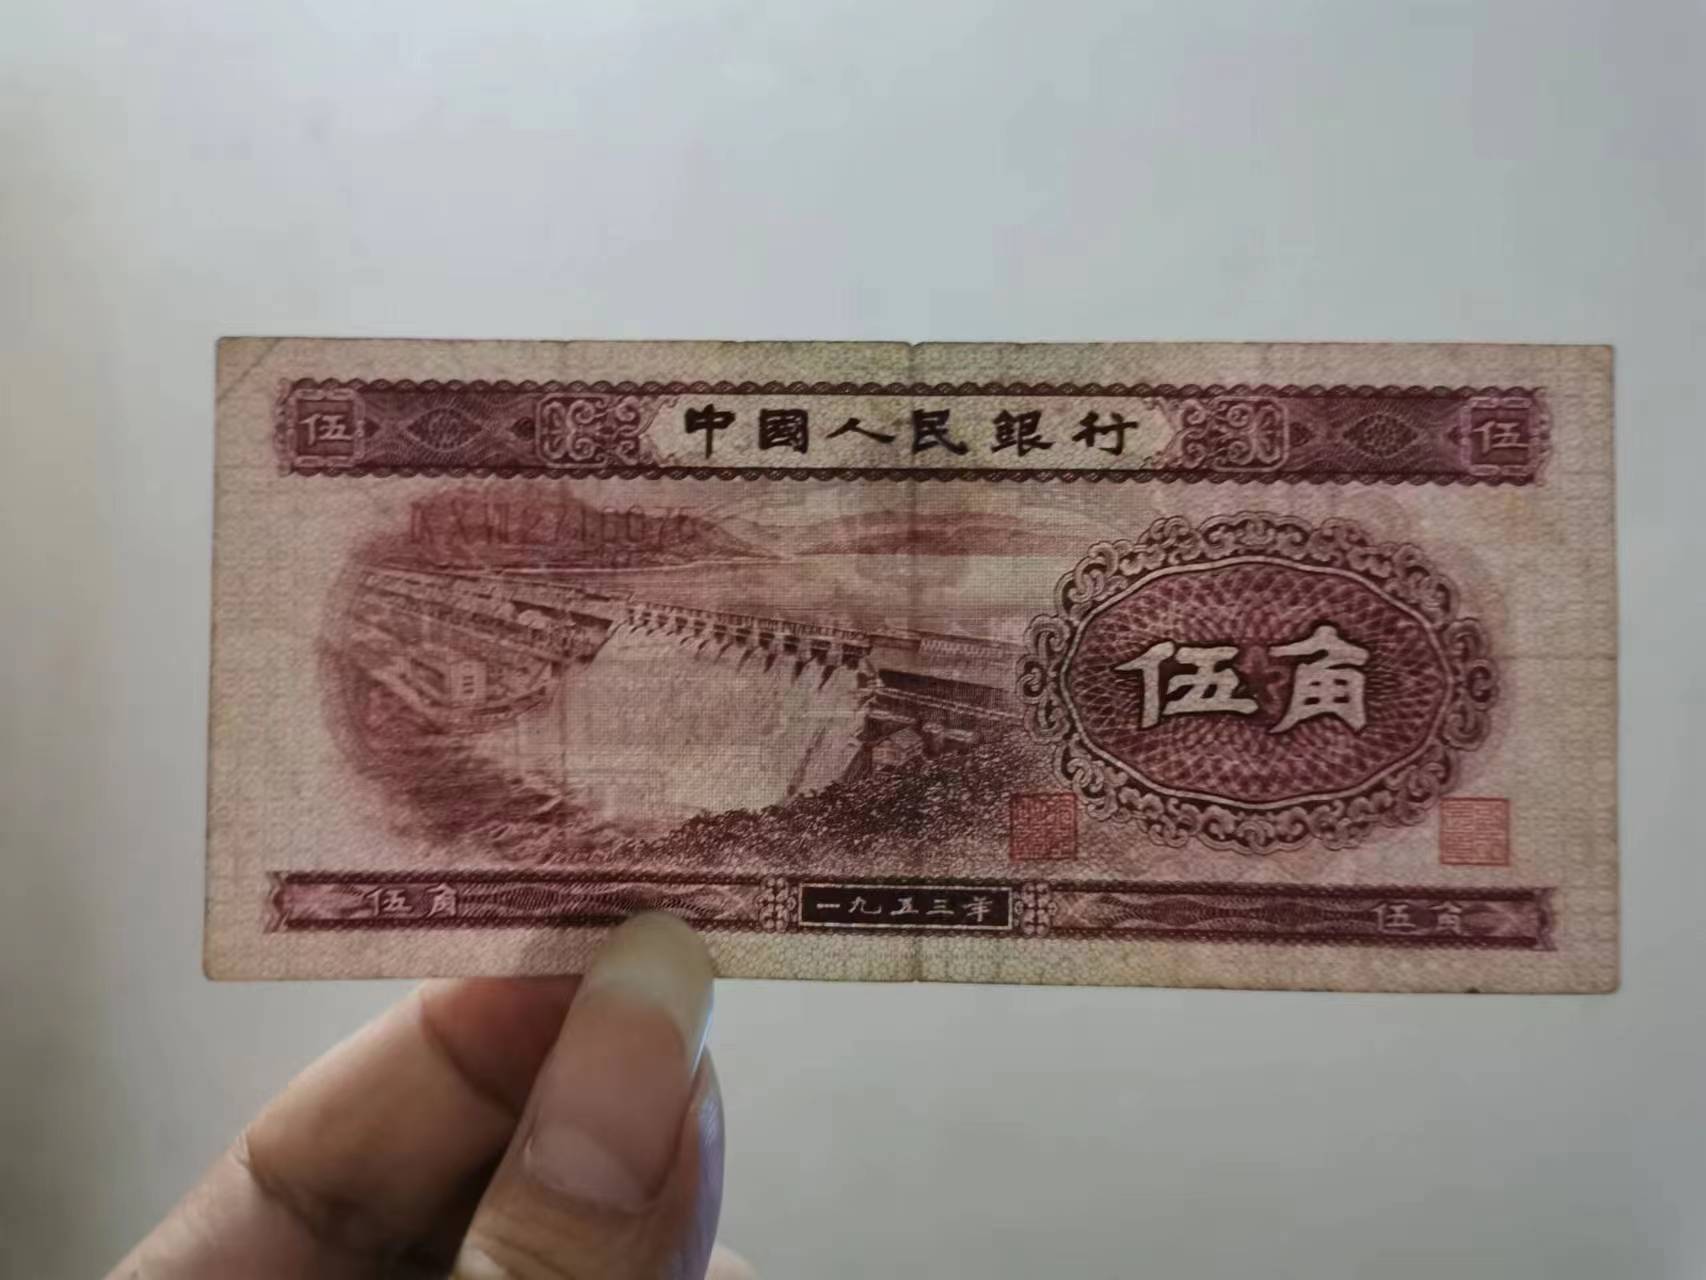 伍 中國人民銀行 伍
伍角
伍角 一九五三年 伍角